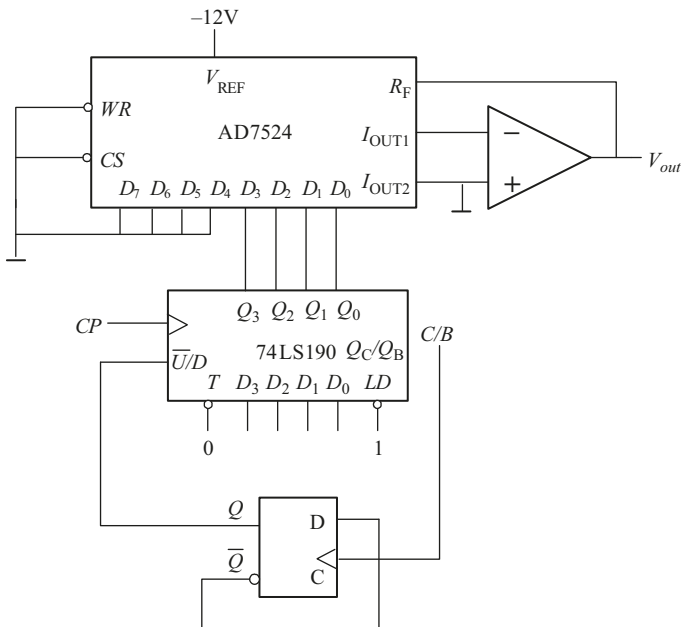 –12V
V_REF
R_F
WR
AD7524
I_OUT1
CS
V_out
D_7 D_6 D_5 D_4 D_3 D_2 D_1 D_0
I_OUT2
− +
Q_3 Q_2 Q_1 Q_0
CP
C/B
U̅/D
74LS190
Q_C/Q_B
T D_3 D_2 D_1 D_0 LD
0 1
Q
D
Q̅
C